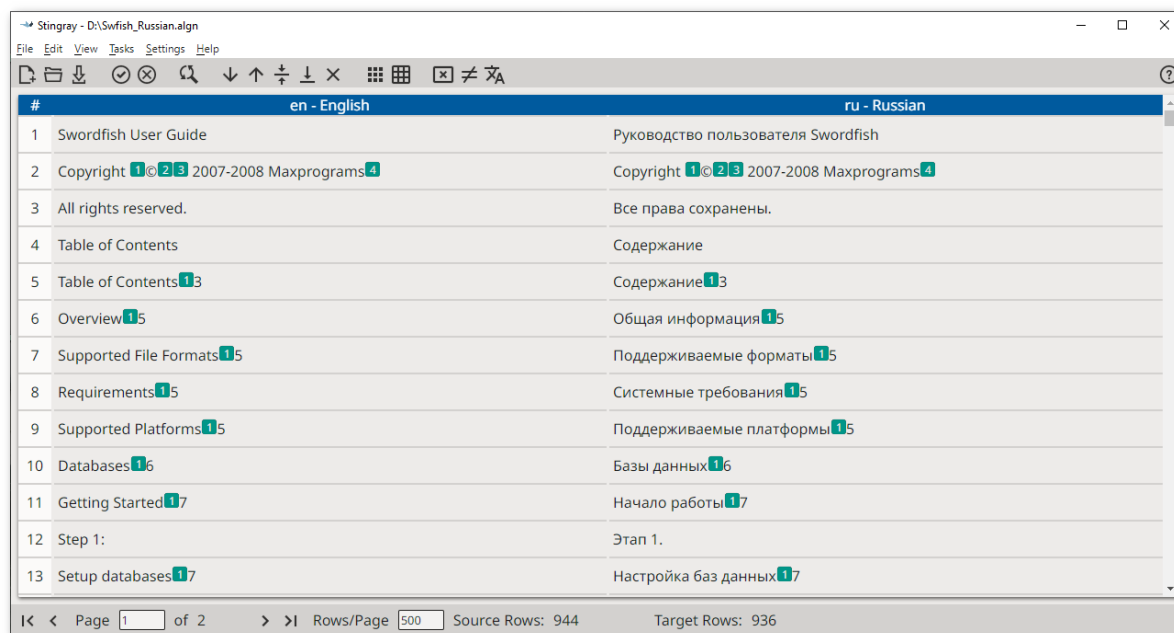 Stingray - D:\Swfish_Russian.algn
File Edit View Tasks Settings Help
# en - English ru - Russian
1 Swordfish User Guide Руководство пользователя Swordfish
2 Copyright 1©23 2007-2008 Maxprograms4 Copyright 1©23 2007-2008 Maxprograms4
3 All rights reserved. Все права сохранены.
4 Table of Contents Содержание
5 Table of Contents13 Содержание13
6 Overview15 Общая информация15
7 Supported File Formats15 Поддерживаемые форматы15
8 Requirements15 Системные требования15
9 Supported Platforms15 Поддерживаемые платформы15
10 Databases16 Базы данных16
11 Getting Started17 Начало работы17
12 Step 1: Этап 1.
13 Setup databases17 Настройка баз данных17
Page 1 of 2 Rows/Page 500 Source Rows: 944 Target Rows: 936